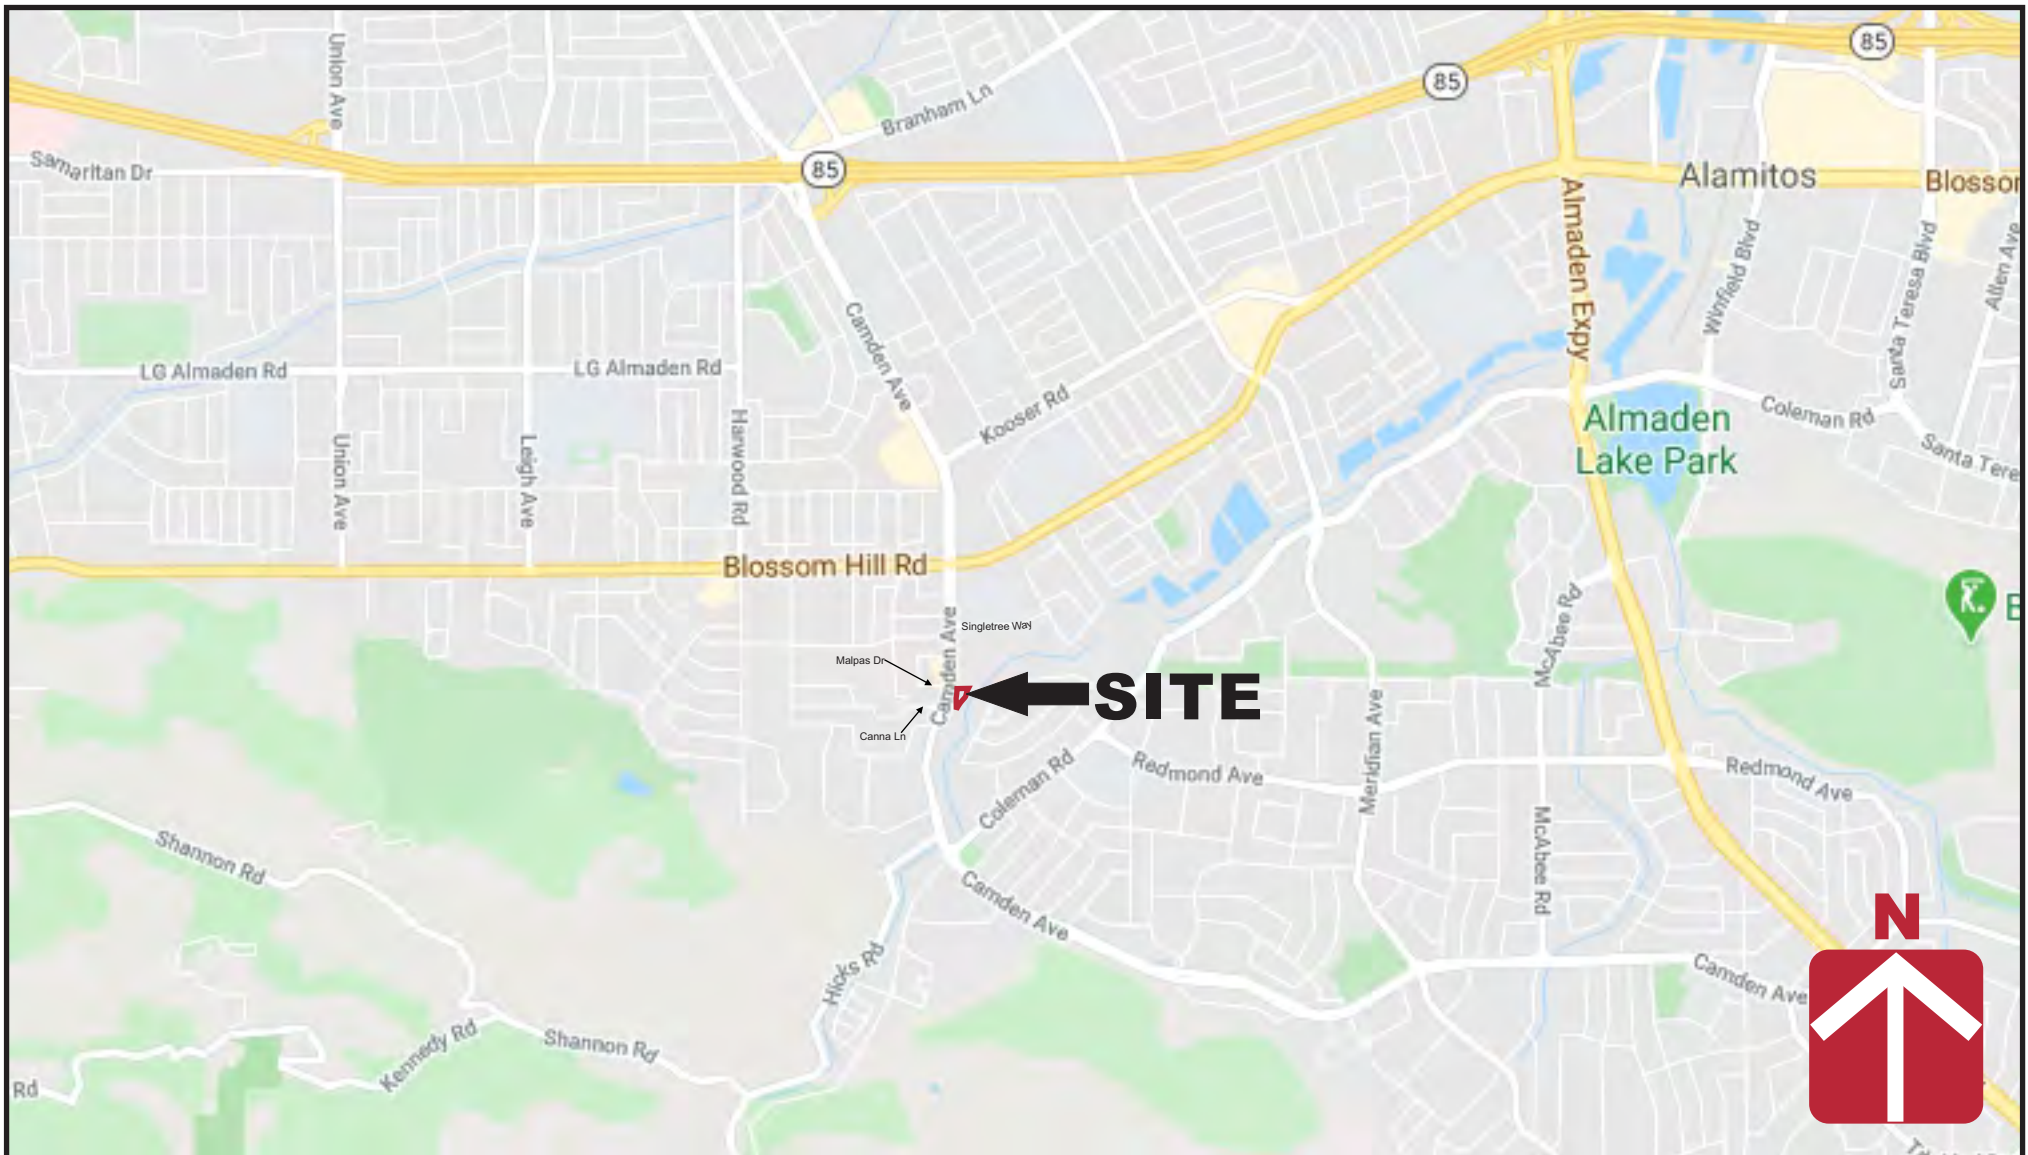 85
Union Ave
85
Branham Ln
Samaritan Dr
85
Alamitos
Blosso
Almaden Expy
Winfield Blvd
Santa Teresa Blvd
Allen Ave
Camden Ave
LG Almaden Rd
LG Almaden Rd
Kooser Rd
Coleman Rd
Almaden
Lake Park
Union Ave
Leigh Ave
Harwood Rd
Santa Tere
Blossom Hill Rd
McAbee Rd
B
Camden Ave
Singletree Way
Malpas Dr
SITE
Canna Ln
Meridian Ave
Coleman Rd
Redmond Ave
Redmond Ave
Shannon Rd
McAbee Rd
Camden Ave
N
Hicks Rd
Camden Ave
Kennedy Rd
Shannon Rd
Rd